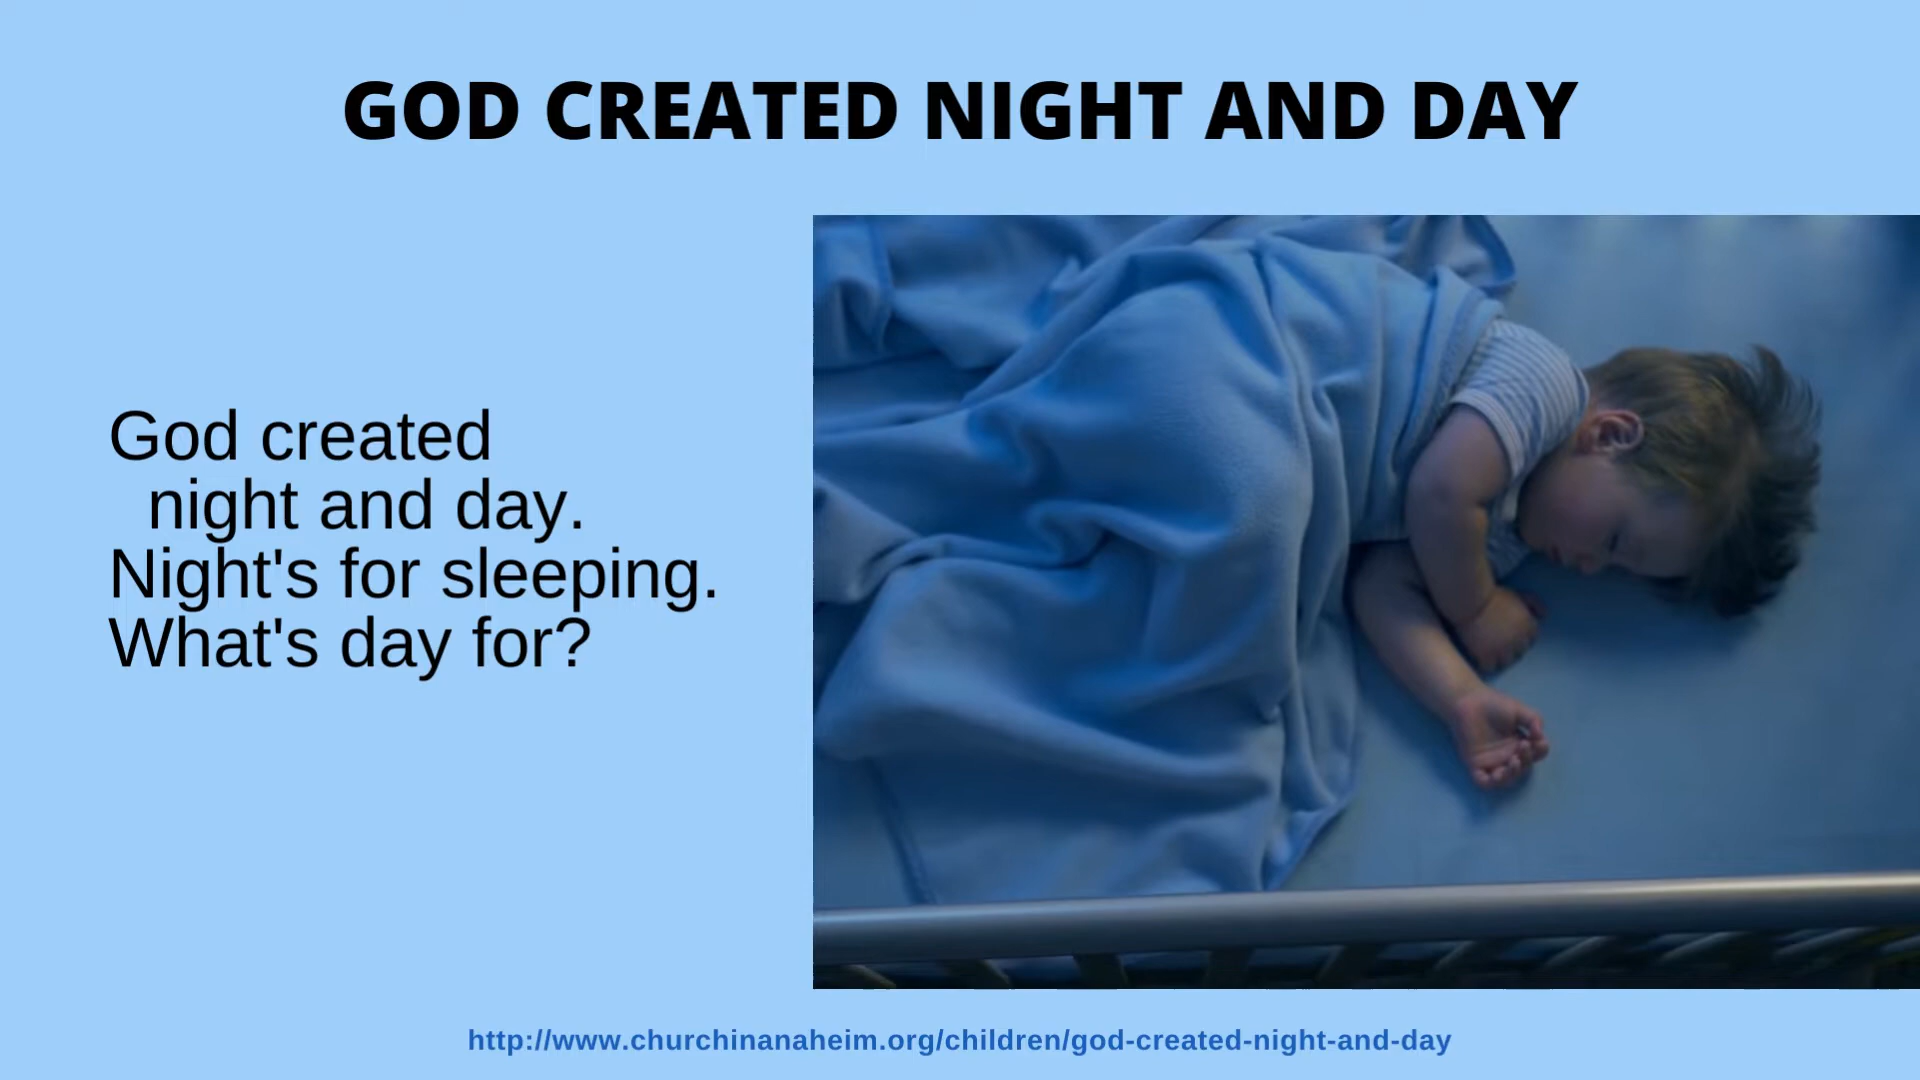 GOD CREATED NIGHT AND DAY
God created
night and day.
Night's for sleeping.
What's day for?
http://www.churchinanaheim.org/children/god-created-night-and-day